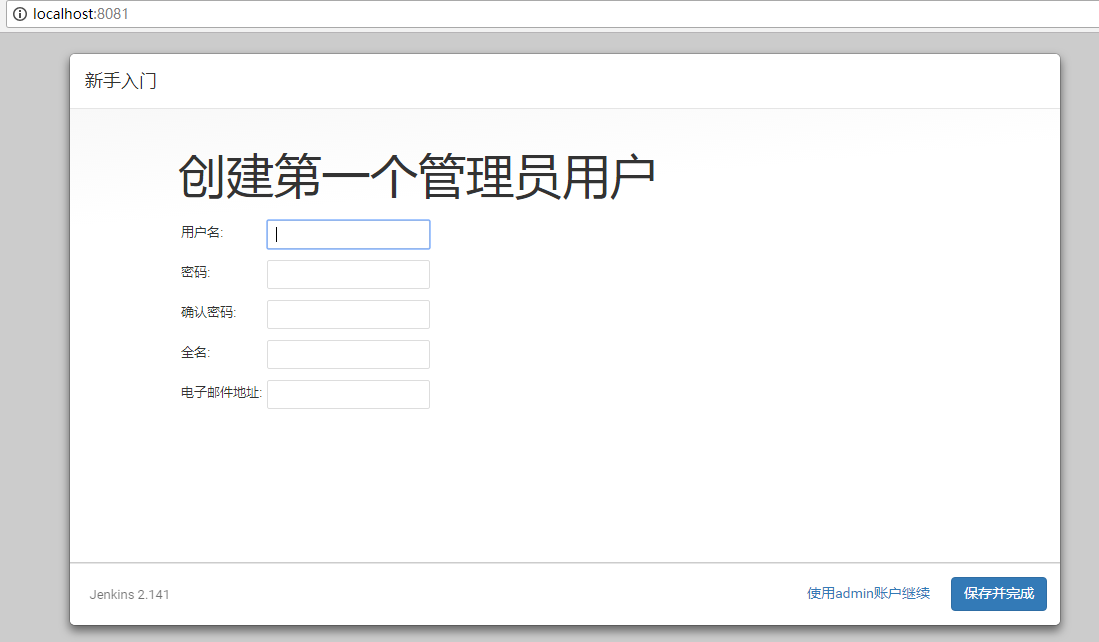 localhost:8081
新手入门
创建第一个管理员用户
用户名:
密码:
确认密码:
全名:
电子邮件地址:
Jenkins 2.141
使用admin账户继续
保存并完成